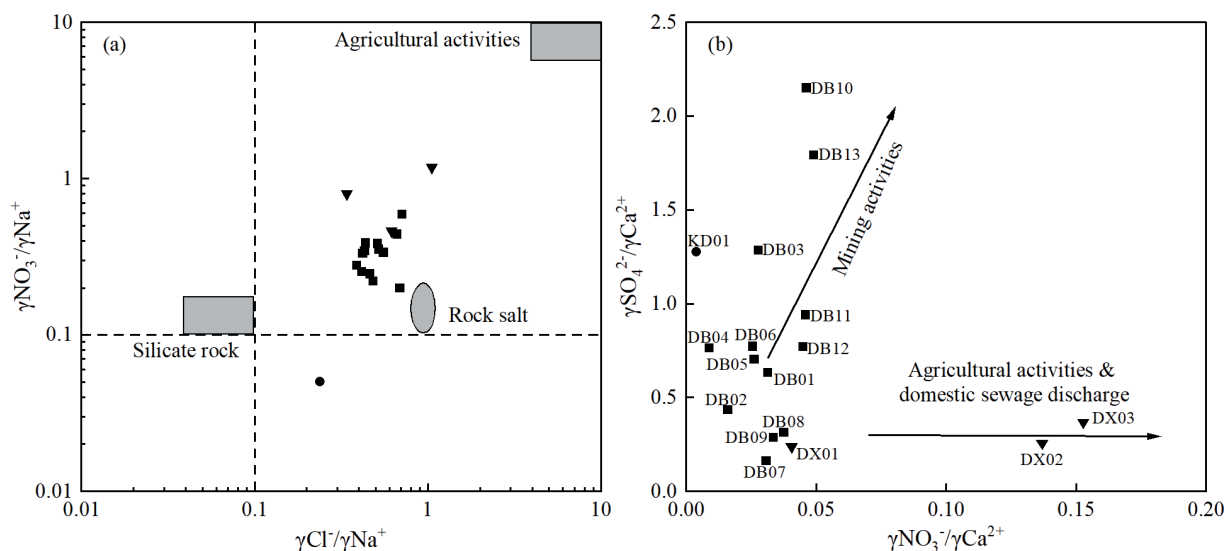 (a)
Agricultural activities
Rock salt
Silicate rock
10
1
0.1
0.01
0.01
0.1
1
10
γNO₃⁻/γNa⁺
γCl⁻/γNa⁺
(b)
DB10
DB13
KD01
DB03
DB11
DB04
DB06
DB12
DB05
DB01
DB02
DB08
DB09
DX01
DB07
DX03
DX02
Mining activities
Agricultural activities &
domestic sewage discharge
2.5
2.0
1.5
1.0
0.5
0.0
0.00
0.05
0.10
0.15
0.20
γSO₄²⁻/γCa²⁺
γNO₃⁻/γCa²⁺